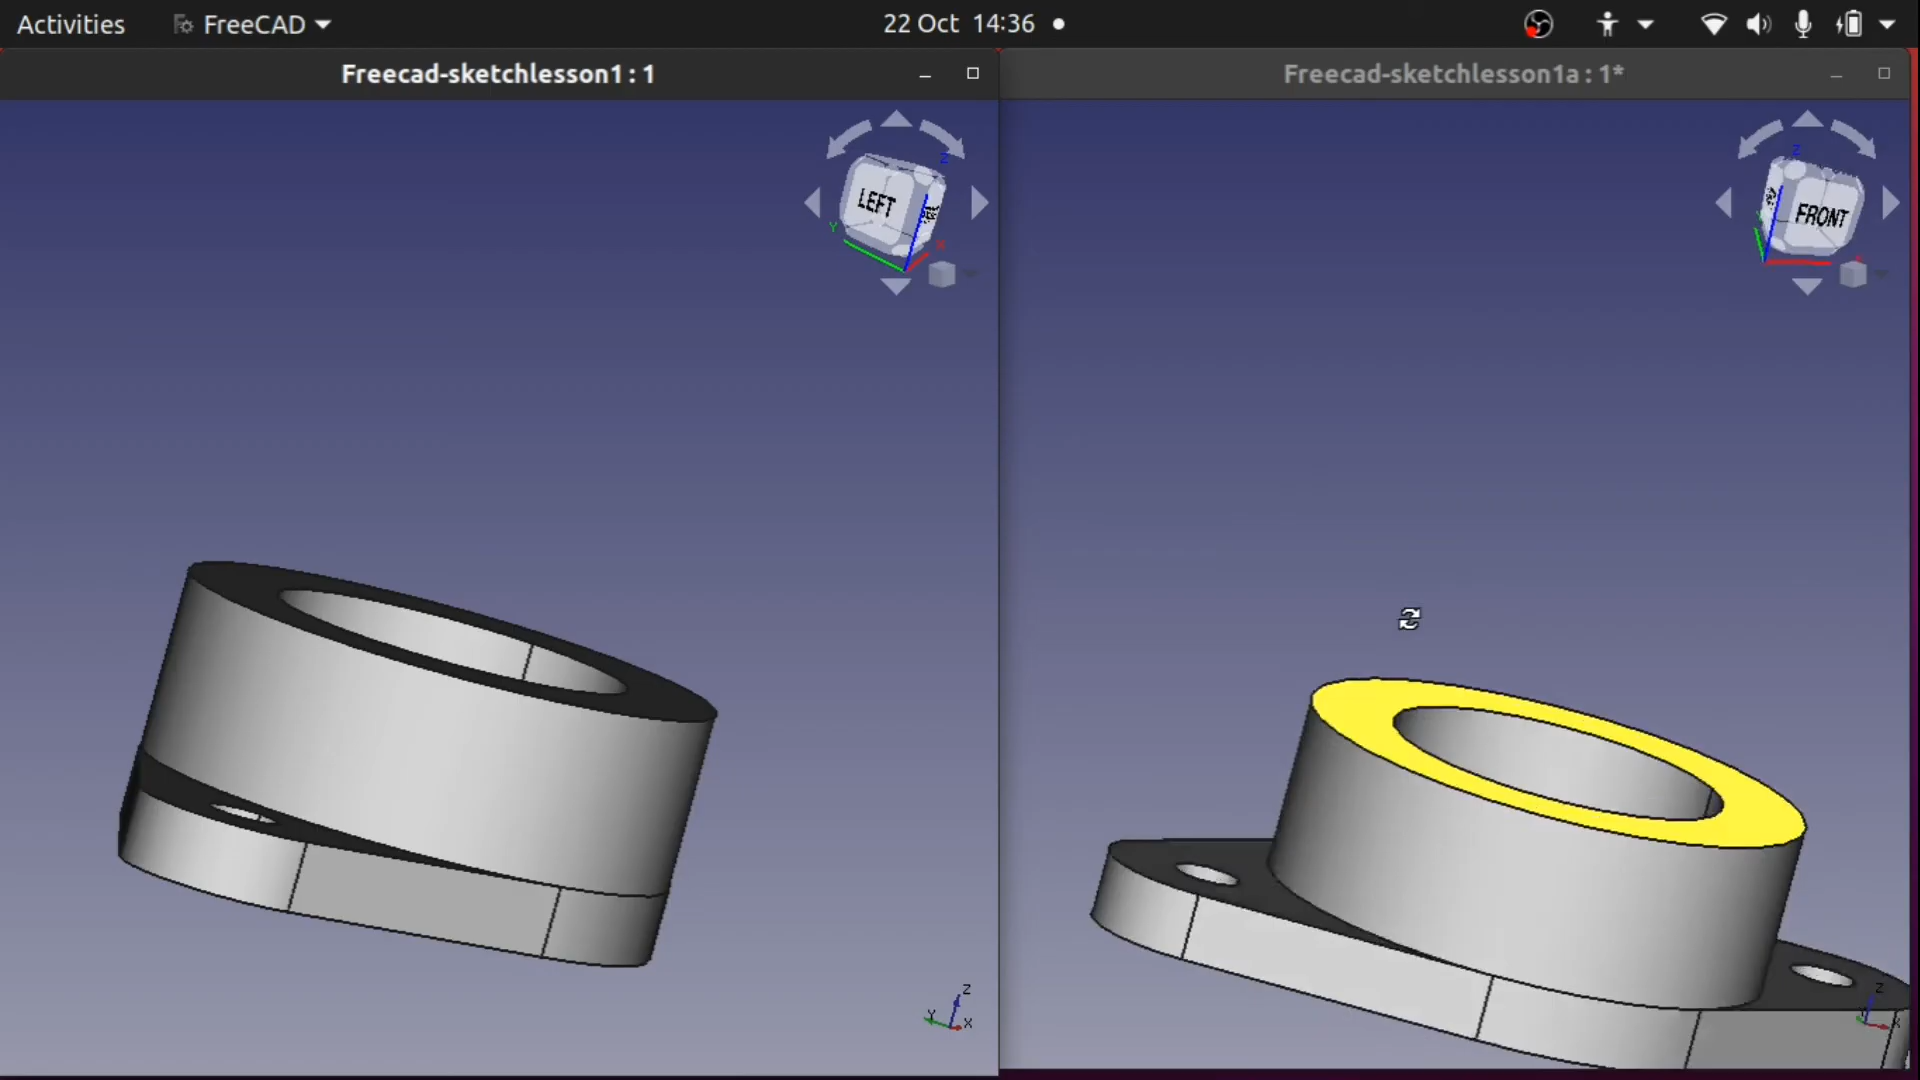 Activities FreeCAD 22 Oct 14:36
Freecad-sketchlesson1 : 1
Freecad-sketchlesson1a : 1*
LEFT
Z
Y
X
FRONT
Z
X
Z
Y
X
Z
Y
X